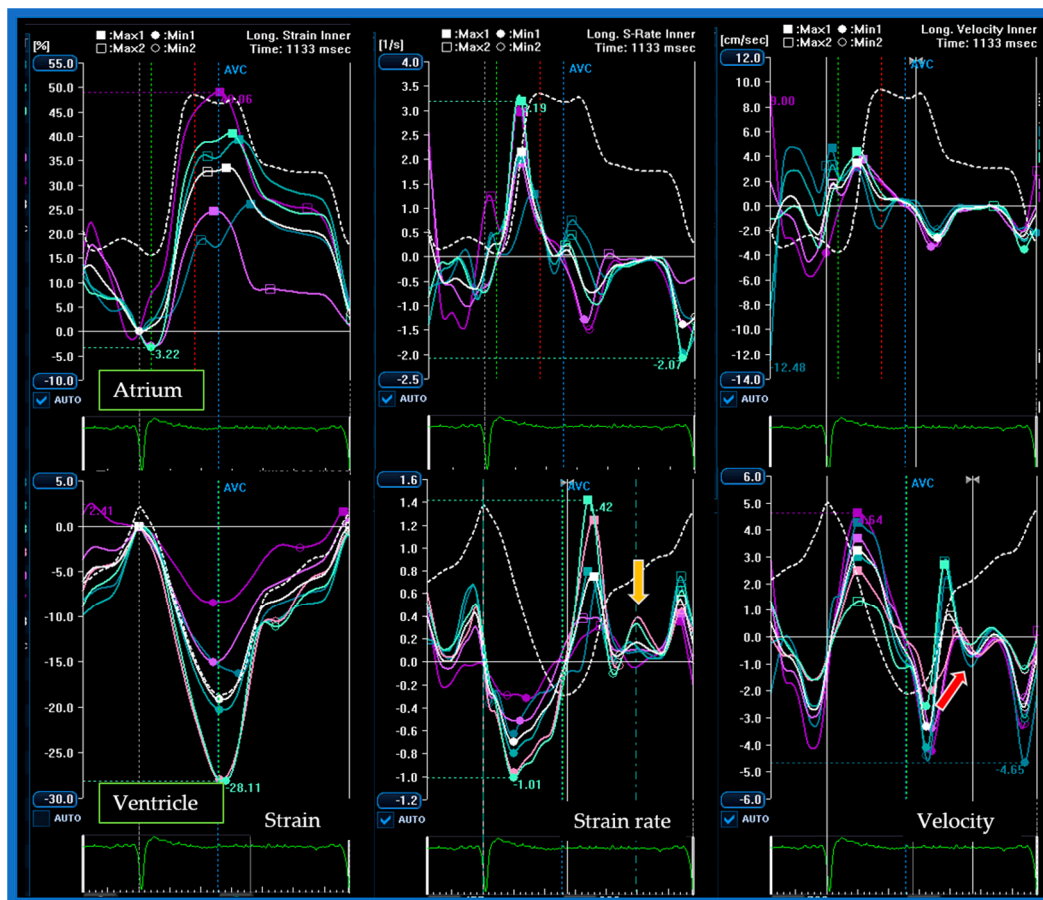 [%]
■ :Max1 ● :Min1
□ :Max2 ○ :Min2
Long. Strain Inner
Time: 1133 msec
55.0
AVC
50.0
45.0
40.0
35.0
30.0
25.0
20.0
15.0
10.0
5.0
0.0
-5.0
-10.0
-3.22
Atrium
AUTO
[1/s]
■ :Max1 ● :Min1
□ :Max2 ○ :Min2
Long. S-Rate Inner
Time: 1133 msec
4.0
AVC
3.5
3.0
2.5
2.0
1.5
1.0
0.5
0.0
-0.5
-1.0
-1.5
-2.0
-2.5
-2.07
AUTO
[cm/sec]
■ :Max1 ● :Min1
□ :Max2 ○ :Min2
Long. Velocity Inner
Time: 1133 msec
12.0
AVC
10.0
8.0
6.0
4.0
2.0
0.0
-2.0
-4.0
-6.0
-8.0
-10.0
-12.0
-14.0
9.00
-12.48
AUTO
5.0
AVC
0.0
-5.0
-10.0
-15.0
-20.0
-25.0
-30.0
2.41
-28.11
Ventricle
AUTO
Strain
1.6
AVC
1.4
1.2
1.0
0.8
0.6
0.4
0.2
0.0
-0.2
-0.4
-0.6
-0.8
-1.0
-1.2
-1.01
AUTO
Strain rate
6.0
AVC
5.0
4.0
3.0
2.0
1.0
0.0
-1.0
-2.0
-3.0
-4.0
-5.0
-6.0
-4.65
AUTO
Velocity